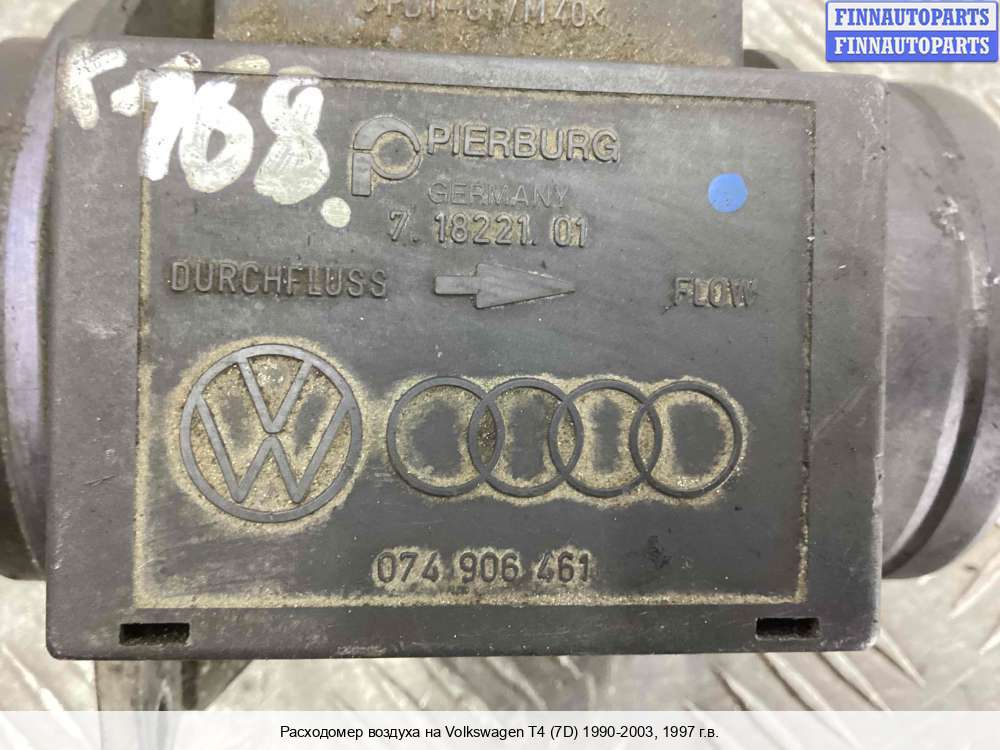 FINNAUTOPARTS
FINNAUTOPARTS
168.
PIERBURG
GERMANY
7. 18221. 01
DURCHFLUSS FLOW
074 906 461
Расходомер воздуха на Volkswagen T4 (7D) 1990-2003, 1997 г.в.